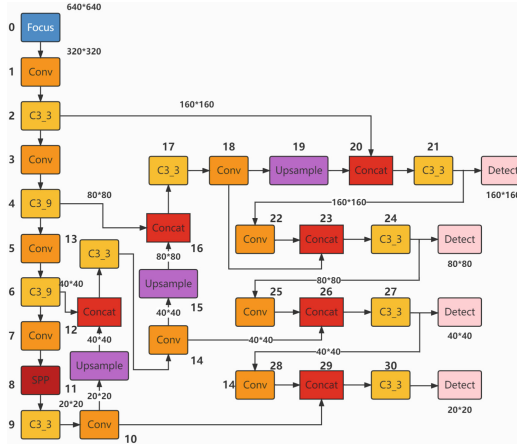 640*640
0 Focus
320*320
1 Conv
160*160
2 C3_3
17 18 19 20 21
3 Conv
C3_3 Conv Upsample Concat C3_3 Detect
160*160
4 C3_9
80*80
160*160
22 23 24
Concat
16
5 Conv
13
C3_3
Conv Concat C3_3 Detect
80*80
80*80
80*80
6 C3_9
40*40
Upsample
15
25 26 27
Concat
12
40*40
Conv Concat C3_3 Detect
40*40
7 Conv
40*40
Conv
14
40*40
40*40
Upsample
11
28 29 30
8 SPP
14 Conv Concat C3_3 Detect
20*20
20*20
20*20
9 C3_3 Conv
10